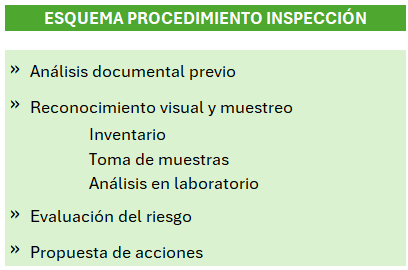 ESQUEMA PROCEDIMIENTO INSPECCIÓN
» Análisis documental previo
» Reconocimiento visual y muestreo
Inventario
Toma de muestras
Análisis en laboratorio
» Evaluación del riesgo
» Propuesta de acciones